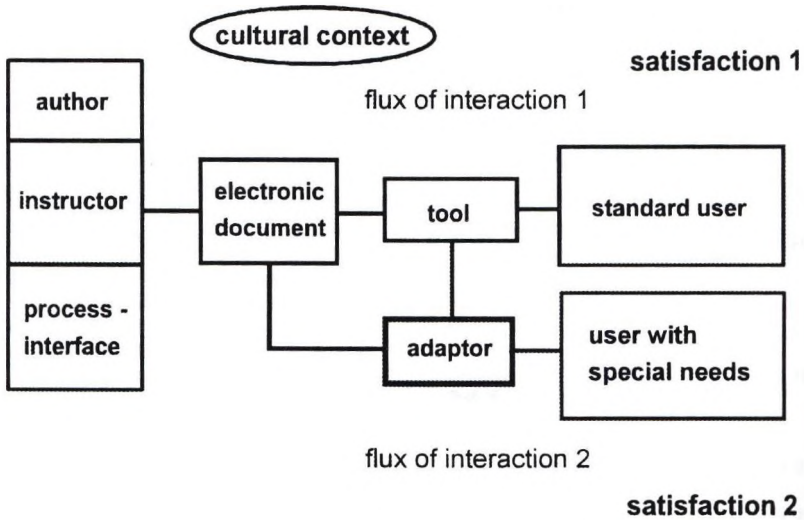 cultural context
satisfaction 1
flux of interaction 1
author
instructor
process -
interface
electronic
document
tool
standard user
adaptor
user with
special needs
flux of interaction 2
satisfaction 2